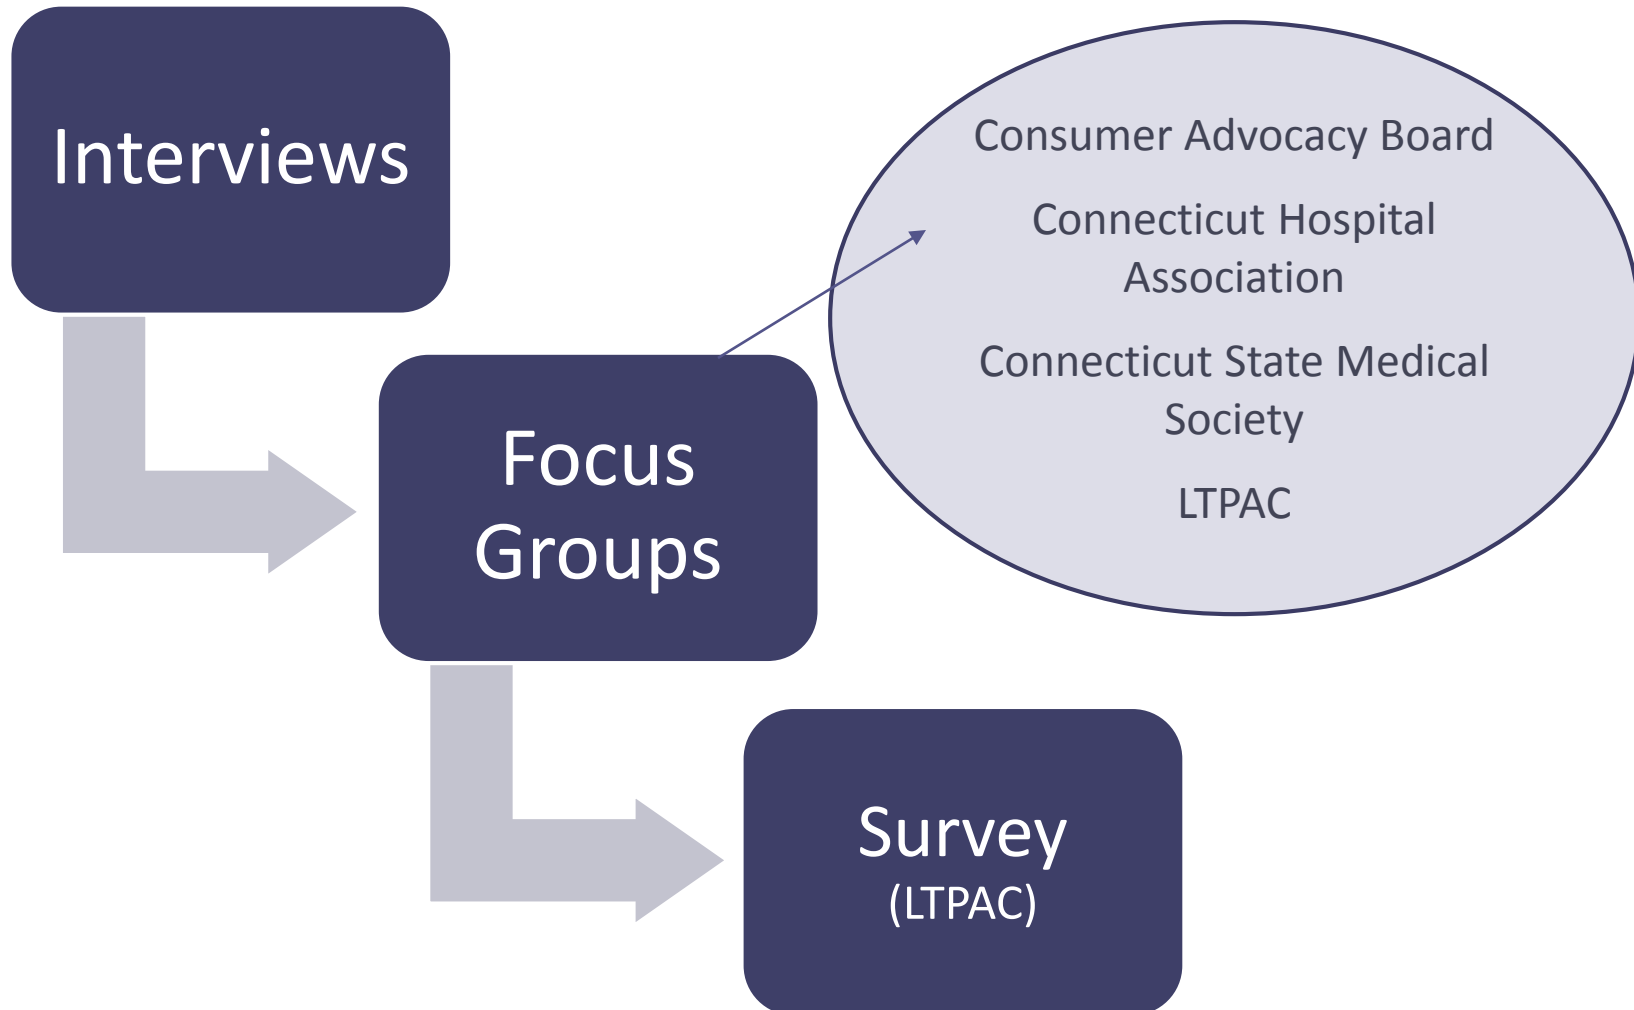 Interviews
Consumer Advocacy Board
Connecticut Hospital
Association
Connecticut State Medical
Society
LTPAC
Focus
Groups
Survey
(LTPAC)